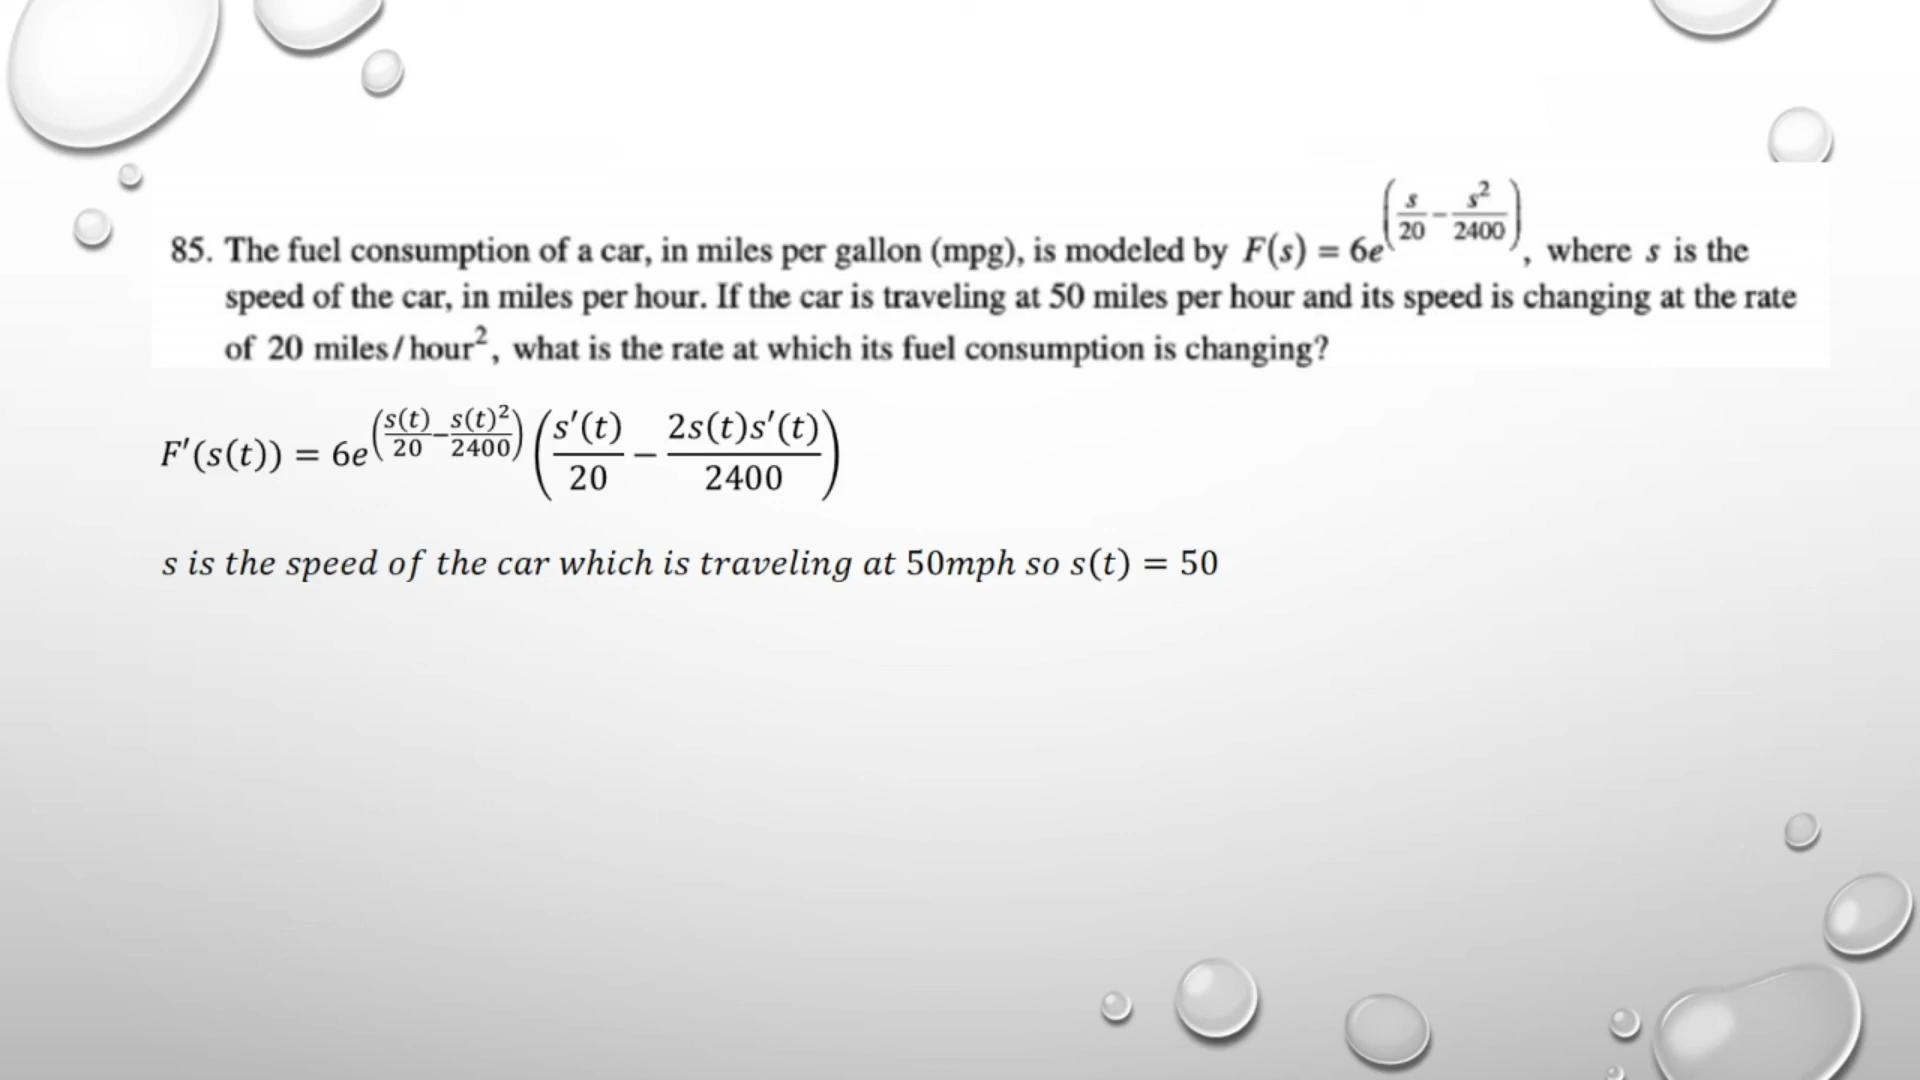 85. The fuel consumption of a car, in miles per gallon (mpg), is modeled by F(s) = 6e^(s/20 − s²/2400), where s is the
speed of the car, in miles per hour. If the car is traveling at 50 miles per hour and its speed is changing at the rate
of 20 miles/hour², what is the rate at which its fuel consumption is changing?
F′(s(t)) = 6e^(s(t)/20 − s(t)²/2400) (s′(t)/20 − 2s(t)s′(t)/2400)
s is the speed of the car which is traveling at 50mph so s(t) = 50